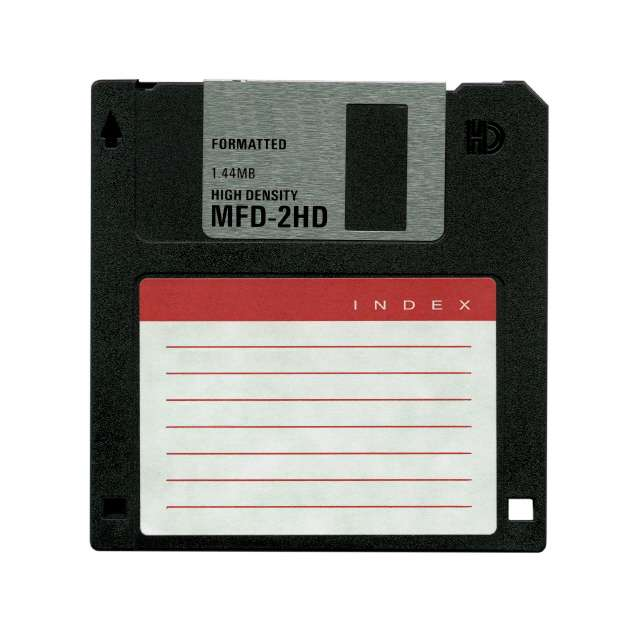 HD
FORMATTED
1.44MB
HIGH DENSITY
MFD-2HD
INDEX